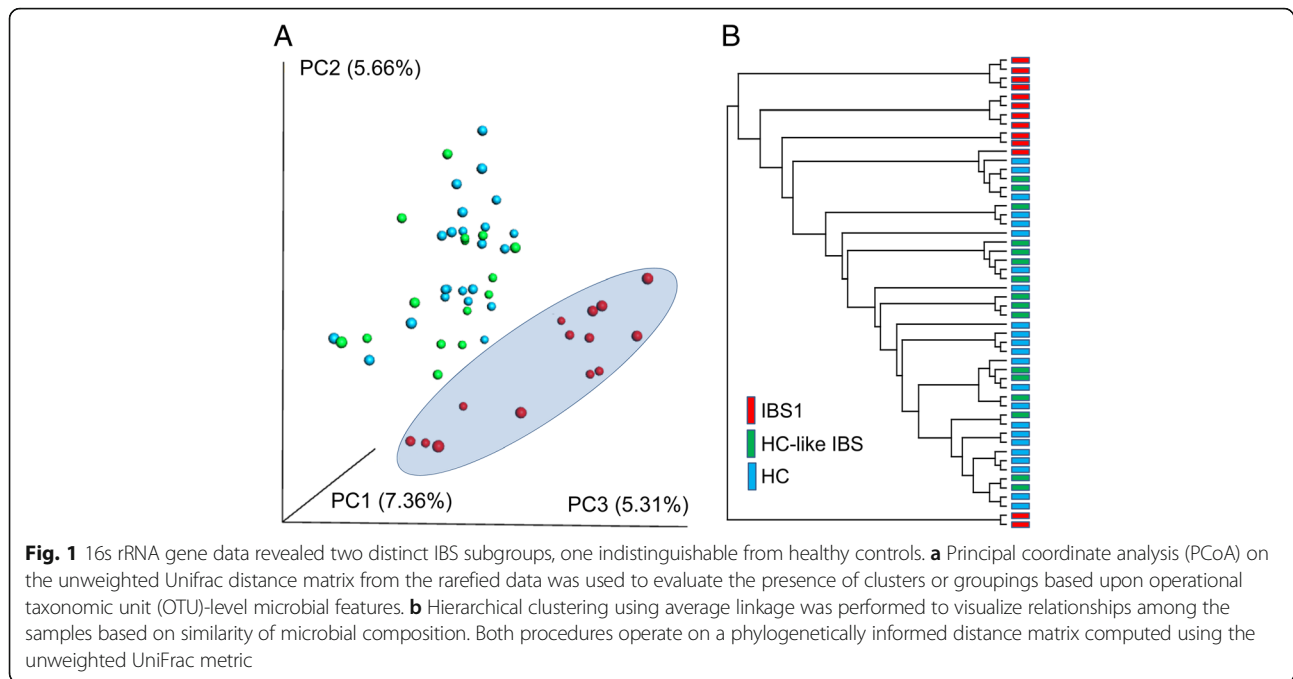 A
B
PC2 (5.66%)
PC1 (7.36%)
PC3 (5.31%)
IBS1
HC-like IBS
HC
Fig. 1 16s rRNA gene data revealed two distinct IBS subgroups, one indistinguishable from healthy controls. a Principal coordinate analysis (PCoA) on
the unweighted Unifrac distance matrix from the rarefied data was used to evaluate the presence of clusters or groupings based upon operational
taxonomic unit (OTU)-level microbial features. b Hierarchical clustering using average linkage was performed to visualize relationships among the
samples based on similarity of microbial composition. Both procedures operate on a phylogenetically informed distance matrix computed using the
unweighted UniFrac metric